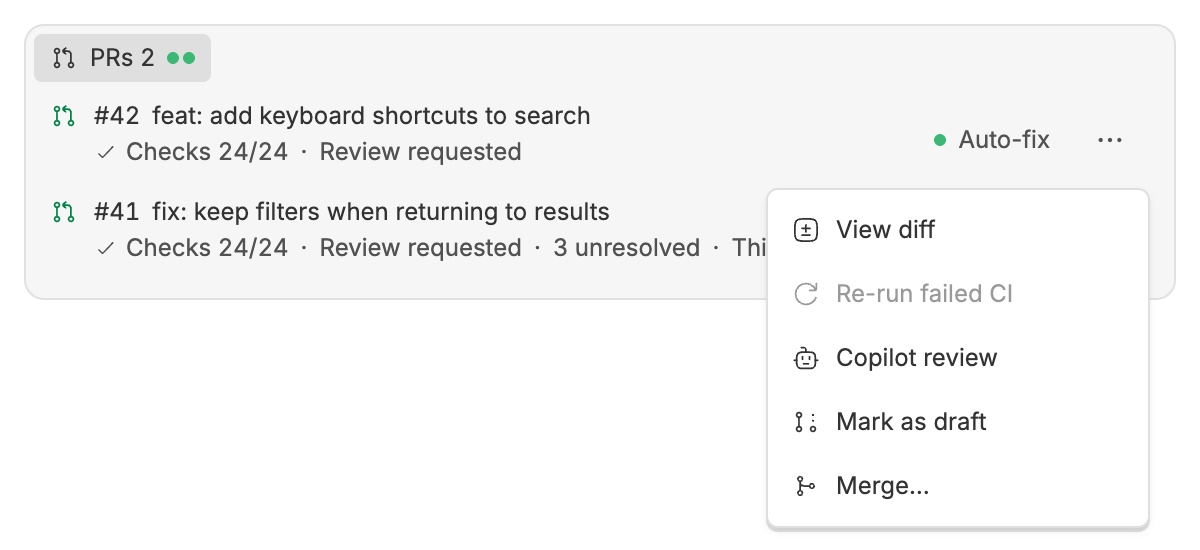 PRs 2
#42 feat: add keyboard shortcuts to search
Checks 24/24 · Review requested
Auto-fix
#41 fix: keep filters when returning to results
Checks 24/24 · Review requested · 3 unresolved ·
View diff
Re-run failed CI
Copilot review
Mark as draft
Merge...